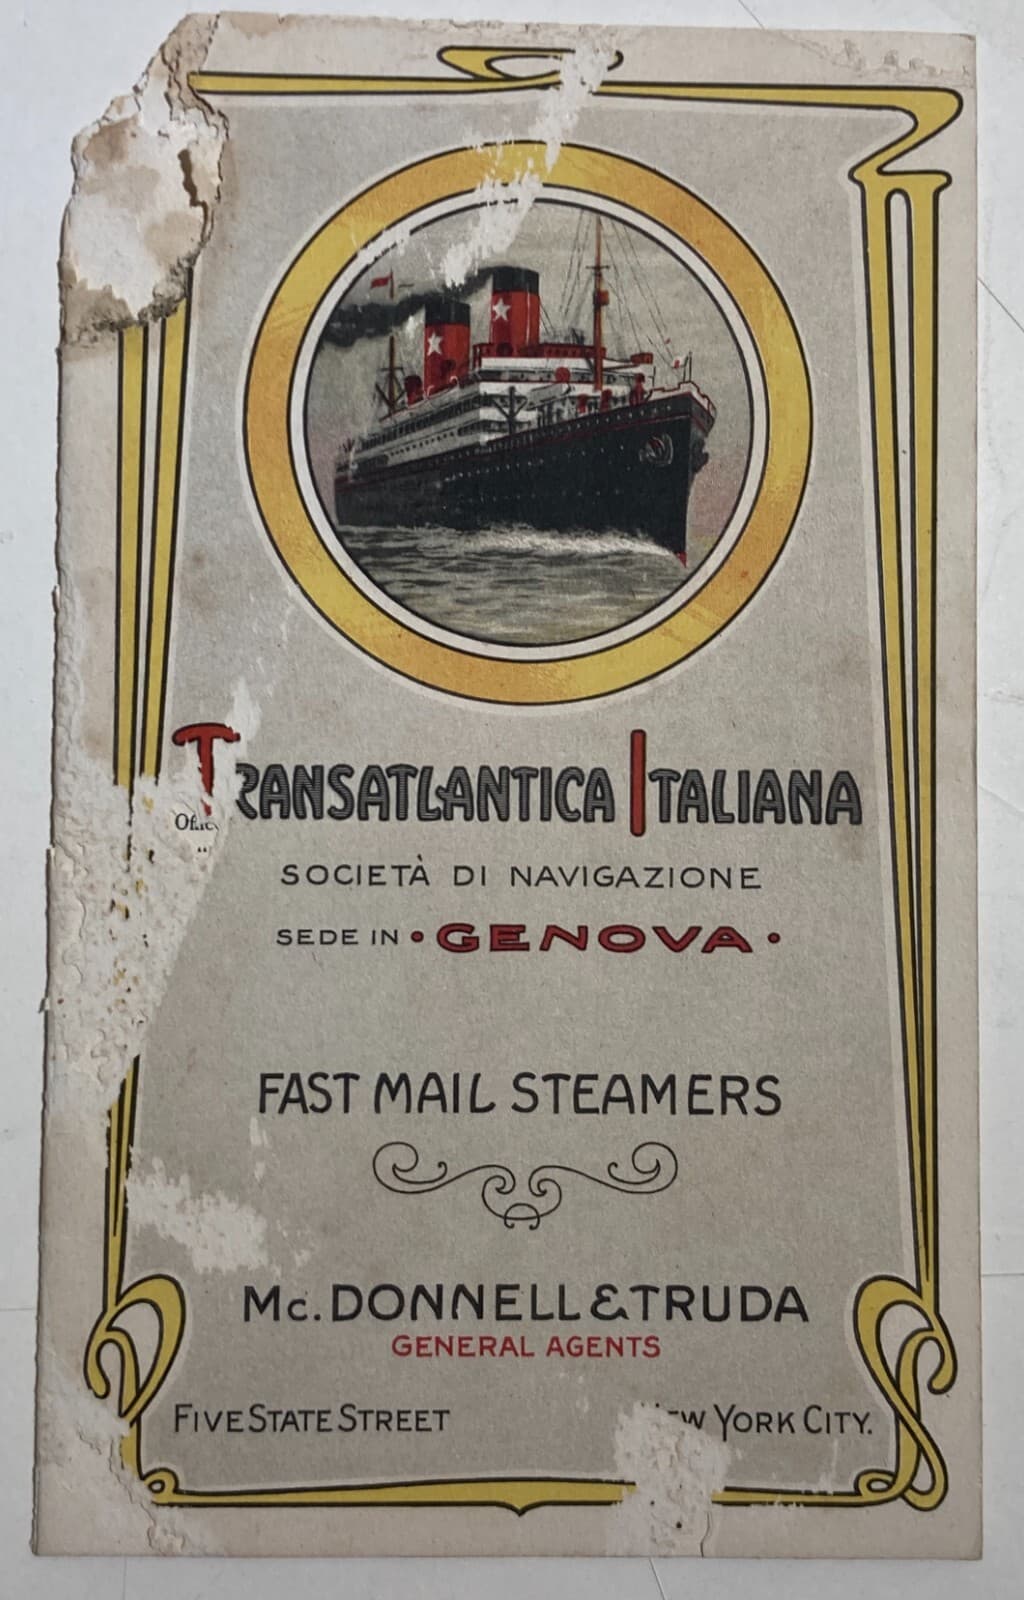 TRANSATLANTICA ITALIANA
SOCIETÀ DI NAVIGAZIONE
SEDE IN • GENOVA •
FAST MAIL STEAMERS
Mc. DONNELL & TRUDA
GENERAL AGENTS
FIVE STATE STREET
YORK CITY.